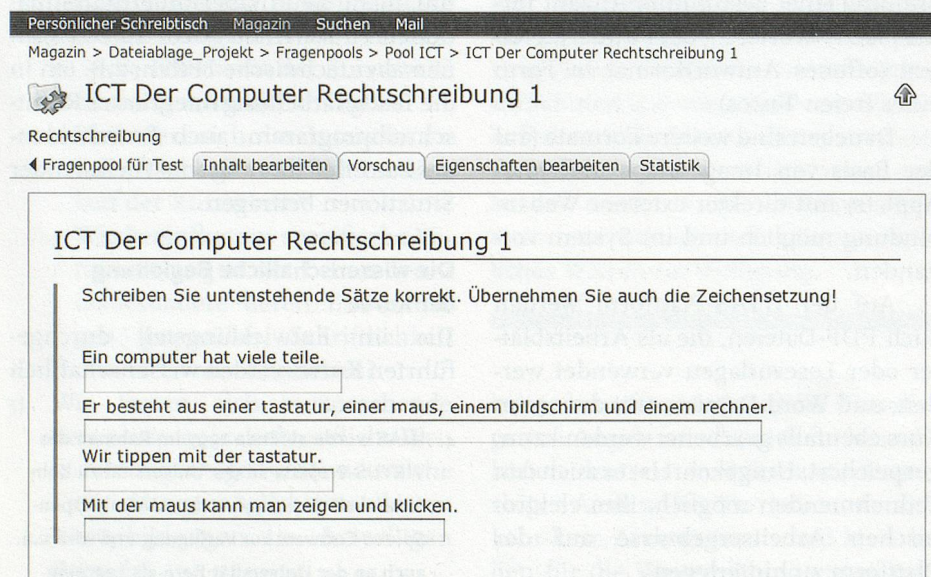 Persönlicher Schreibtisch Magazin Suchen Mail
Magazin > Dateiablage_Projekt > Fragenpools > Pool ICT > ICT Der Computer Rechtschreibung 1
ICT Der Computer Rechtschreibung 1
Rechtschreibung
Fragenpool für Test Inhalt bearbeiten Vorschau Eigenschaften bearbeiten Statistik
ICT Der Computer Rechtschreibung 1
Schreiben Sie untenstehende Sätze korrekt. Übernehmen Sie auch die Zeichensetzung!
Ein computer hat viele teile.
Er besteht aus einer tastatur, einer maus, einem bildschirm und einem rechner.
Wir tippen mit der tastatur.
Mit der maus kann man zeigen und klicken.